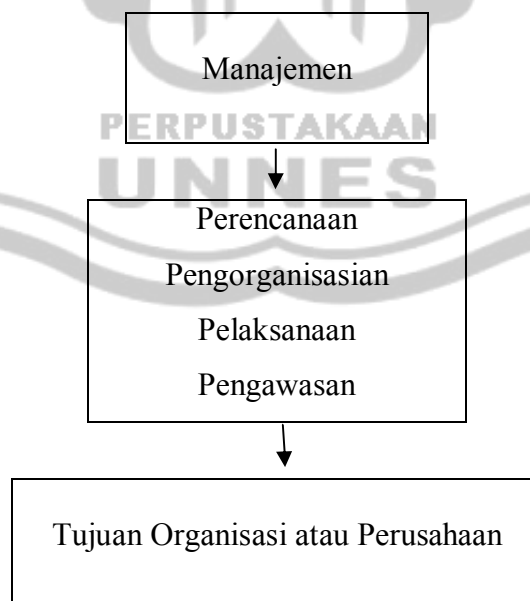 Manajemen
PERPUSTAKAAN
UNNES
Perencanaan
Pengorganisasian
Pelaksanaan
Pengawasan
Tujuan Organisasi atau Perusahaan